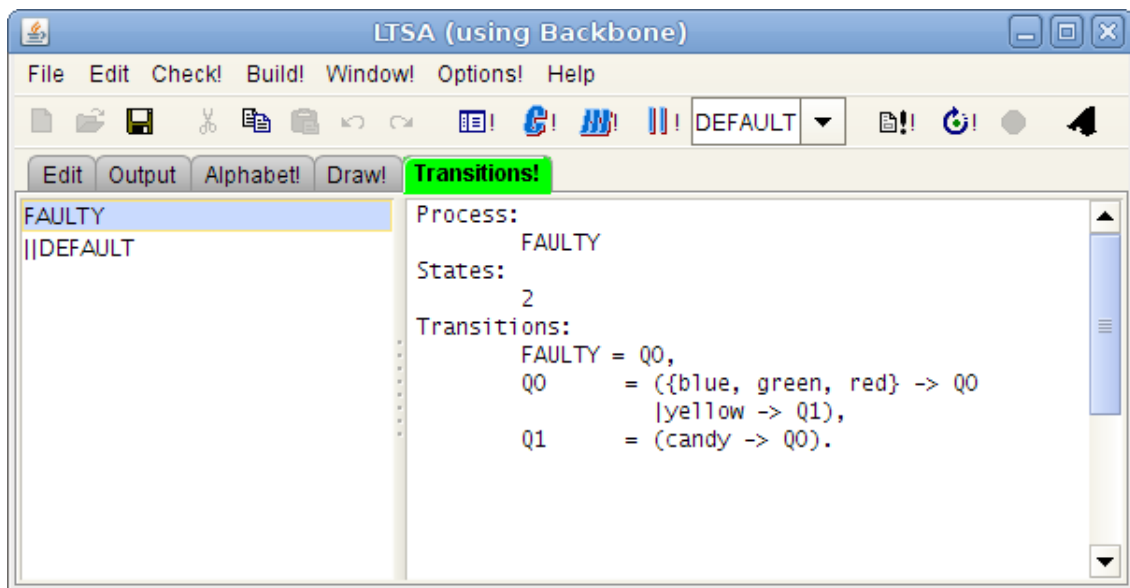 LTSA (using Backbone)
File Edit Check! Build! Window! Options! Help
! ! ! ! DEFAULT ! !
Edit Output Alphabet! Draw! Transitions!
FAULTY
||DEFAULT
Process:
FAULTY
States:
2
Transitions:
FAULTY = Q0,
Q0 = ({blue, green, red} -> Q0
|yellow -> Q1),
Q1 = (candy -> Q0).